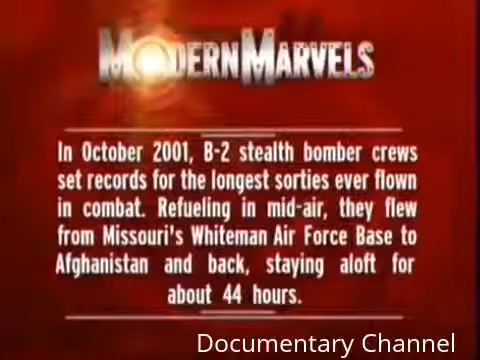 MODERN MARVELS
In October 2001, B-2 stealth bomber crews
set records for the longest sorties ever flown
in combat. Refueling in mid-air, they flew
from Missouri's Whiteman Air Force Base to
Afghanistan and back, staying aloft for
about 44 hours.
Documentary Channel